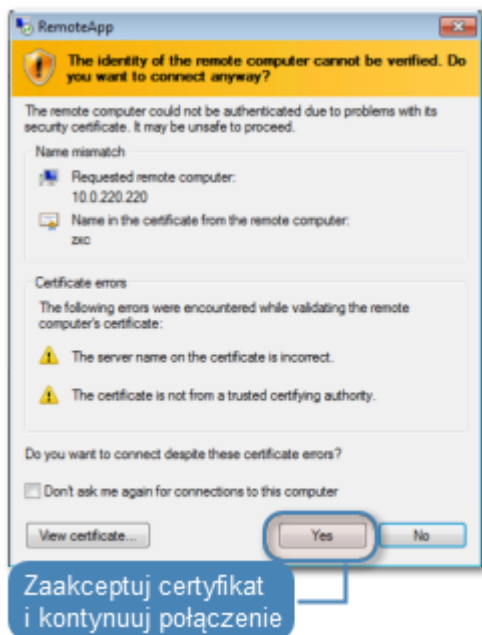 RemoteApp
The identity of the remote computer cannot be verified. Do
you want to connect anyway?
The remote computer could not be authenticated due to problems with its
security certificate. It may be unsafe to proceed.
Name mismatch
Requested remote computer:
10.0.220.220
Name in the certificate from the remote computer:
zxc
Certificate errors
The following errors were encountered while validating the remote
computer's certificate:
The server name on the certificate is incorrect.
The certificate is not from a trusted certifying authority.
Do you want to connect despite these certificate errors?
Don't ask me again for connections to this computer
View certificate...
Yes
No
Zaakceptuj certyfikat
i kontynuuj połączenie